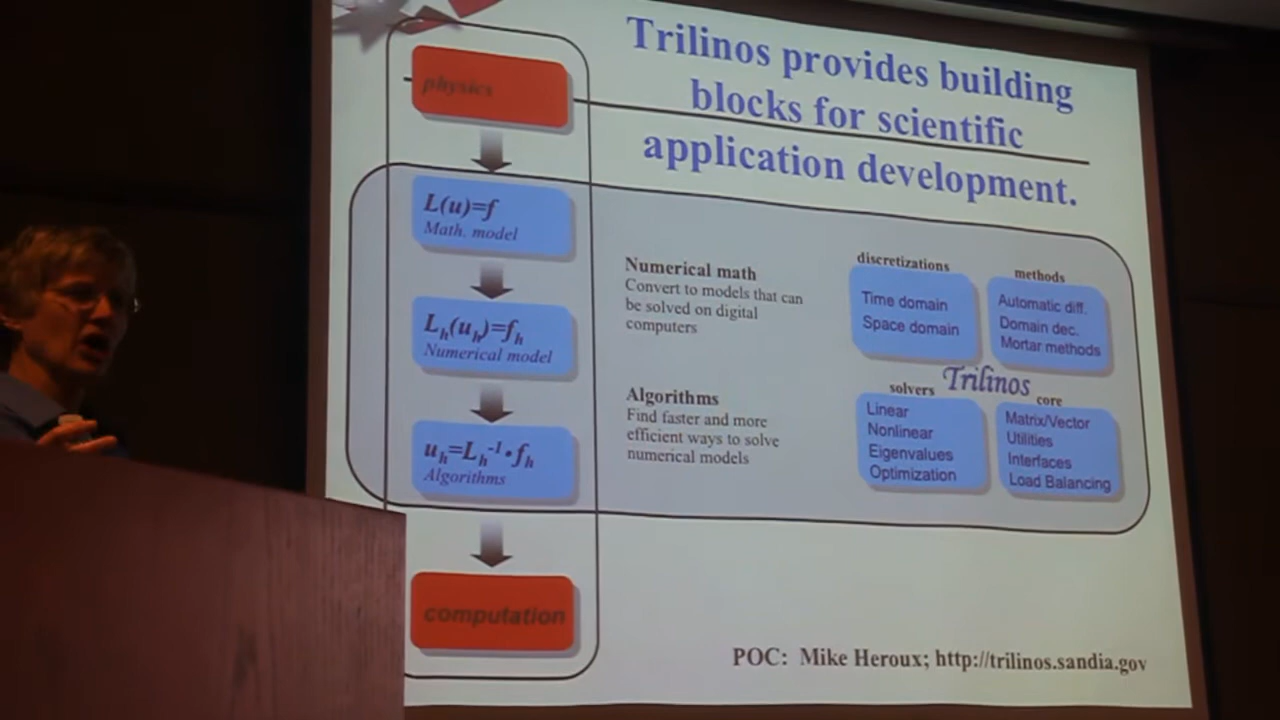 Trilinos provides building
blocks for scientific
application development.
physics
L(u)=f
Math. model
Lh(uh)=fh
Numerical model
uh=Lh-1•fh
Algorithms
computation
Numerical math
Convert to models that can
be solved on digital
computers
Algorithms
Find faster and more
efficient ways to solve
numerical models
discretizations
Time domain
Space domain
methods
Automatic diff.
Domain dec.
Mortar methods
Trilinos
solvers
Linear
Nonlinear
Eigenvalues
Optimization
core
Matrix/Vector
Utilities
Interfaces
Load Balancing
POC: Mike Heroux; http://trilinos.sandia.gov